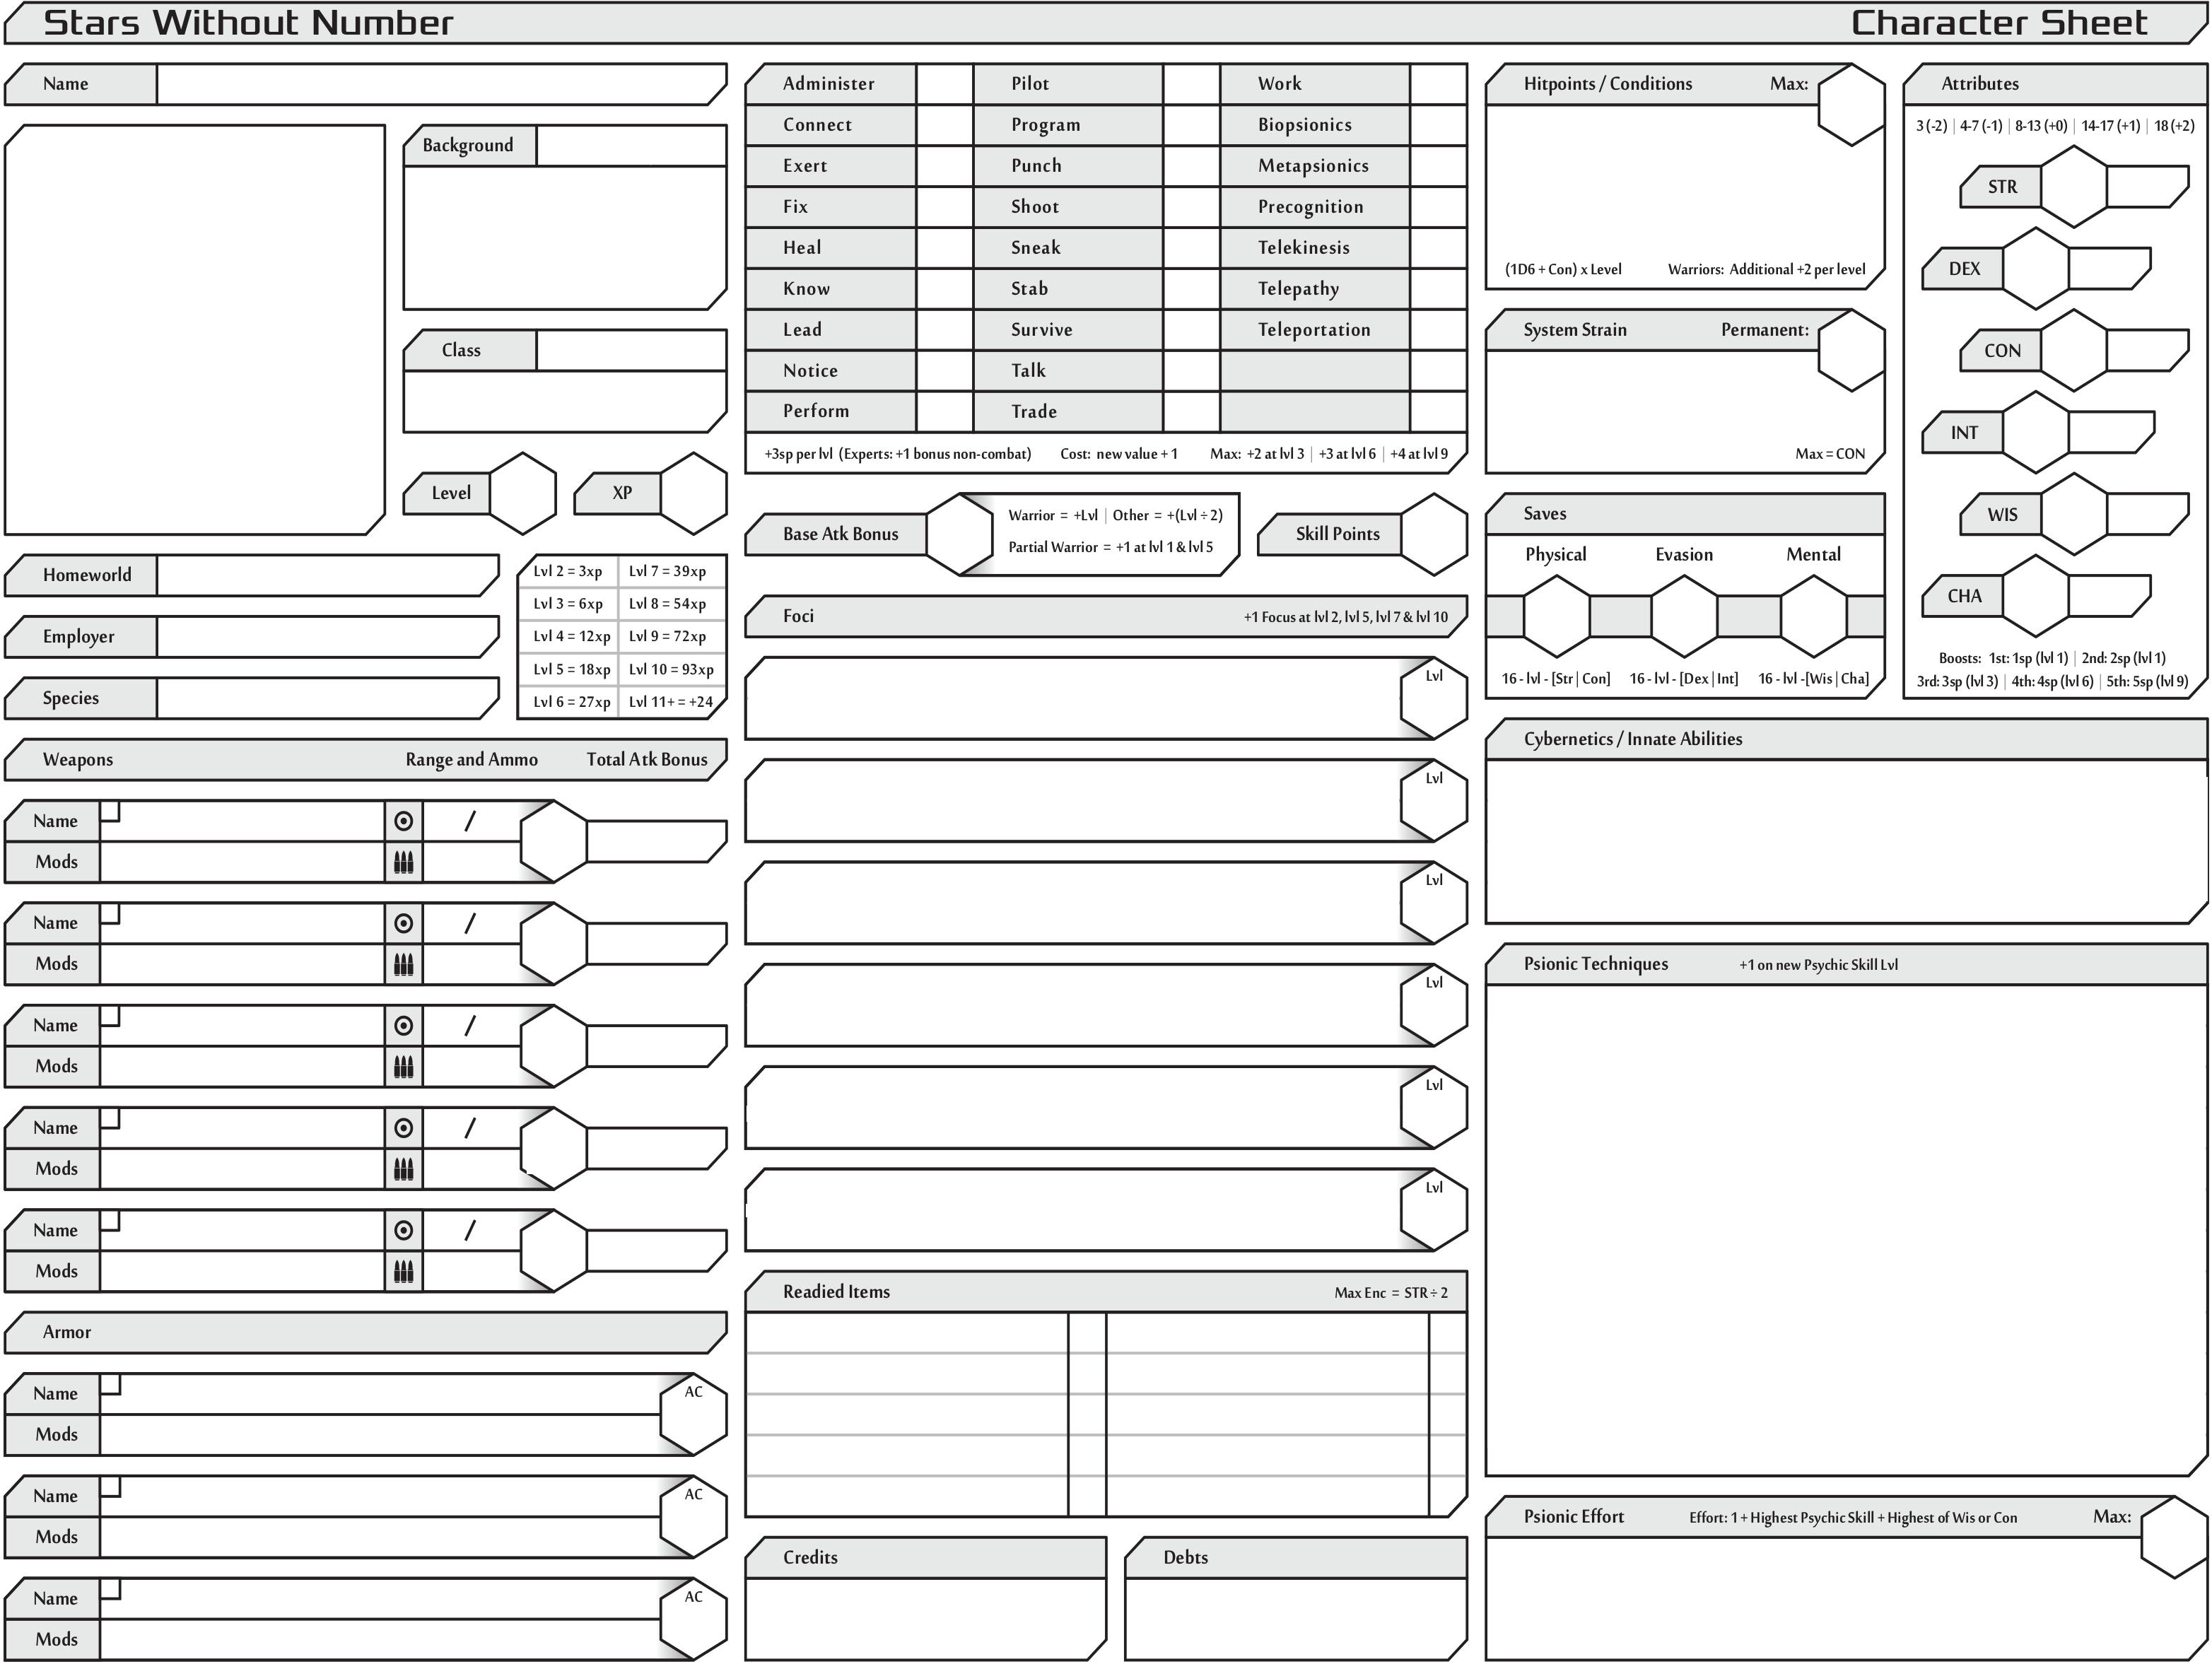 Stars Without Number
Character Sheet
Name
Background
Class
Level
XP
Homeworld
Employer
Species
Lvl 2 = 3xp
Lvl 7 = 39xp
Lvl 3 = 6xp
Lvl 8 = 54xp
Lvl 4 = 12xp
Lvl 9 = 72xp
Lvl 5 = 18xp
Lvl 10 = 93xp
Lvl 6 = 27xp
Lvl 11+ = +24
Weapons
Range and Ammo
Total Atk Bonus
Name
/
Mods
Name
/
Mods
Name
/
Mods
Name
/
Mods
Name
/
Mods
Armor
Name
AC
Mods
Name
AC
Mods
Name
AC
Mods
Administer
Pilot
Work
Connect
Program
Biopsionics
Exert
Punch
Metapsionics
Fix
Shoot
Precognition
Heal
Sneak
Telekinesis
Know
Stab
Telepathy
Lead
Survive
Teleportation
Notice
Talk
Perform
Trade
+3sp per lvl (Experts: +1 bonus non-combat)
Cost: new value + 1
Max: +2 at lvl 3 | +3 at lvl 6 | +4 at lvl 9
Base Atk Bonus
Warrior = +Lvl | Other = +(Lvl ÷ 2)
Partial Warrior = +1 at lvl 1 & lvl 5
Skill Points
Foci
+1 Focus at lvl 2, lvl 5, lvl 7 & lvl 10
Lvl
Lvl
Lvl
Lvl
Lvl
Lvl
Readied Items
Max Enc = STR ÷ 2
Credits
Debts
Hitpoints / Conditions
Max:
(1D6 + Con) x Level
Warriors: Additional +2 per level
System Strain
Permanent:
Max = CON
Saves
Physical
Evasion
Mental
16 - lvl - [Str | Con]
16 - lvl - [Dex | Int]
16 - lvl -[Wis | Cha]
Attributes
3 (-2) | 4-7 (-1) | 8-13 (+0) | 14-17 (+1) | 18 (+2)
STR
DEX
CON
INT
WIS
CHA
Boosts: 1st: 1sp (lvl 1) | 2nd: 2sp (lvl 1)
3rd: 3sp (lvl 3) | 4th: 4sp (lvl 6) | 5th: 5sp (lvl 9)
Cybernetics / Innate Abilities
Psionic Techniques
+1 on new Psychic Skill Lvl
Psionic Effort
Effort: 1 + Highest Psychic Skill + Highest of Wis or Con
Max: